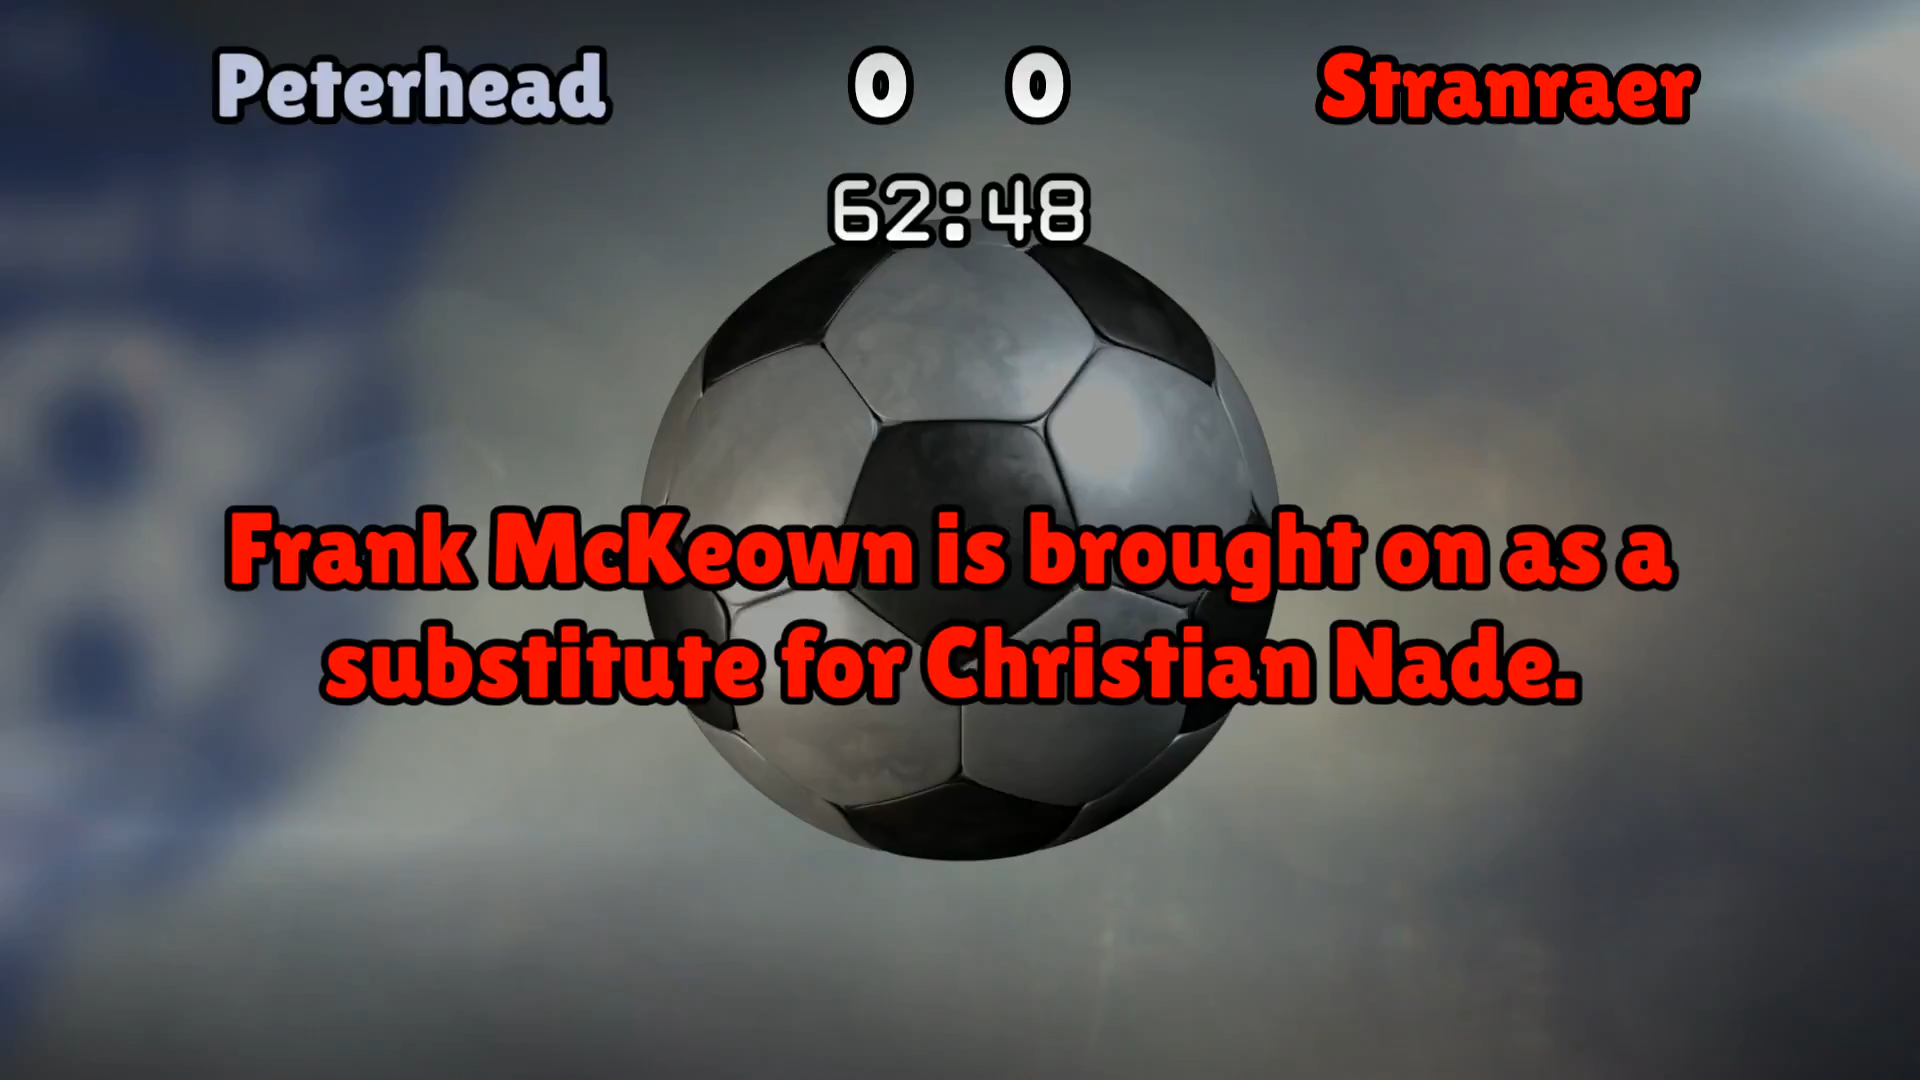 Peterhead 0 0 Stranraer
62:48
Frank McKeown is brought on as a
substitute for Christian Nade.